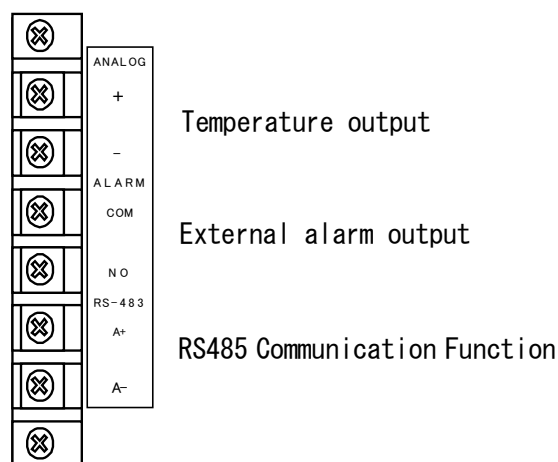 ANALOG
+
Temperature output
-
ALARM
COM
External alarm output
NO
RS-483
A+
RS485 Communication Function
A-